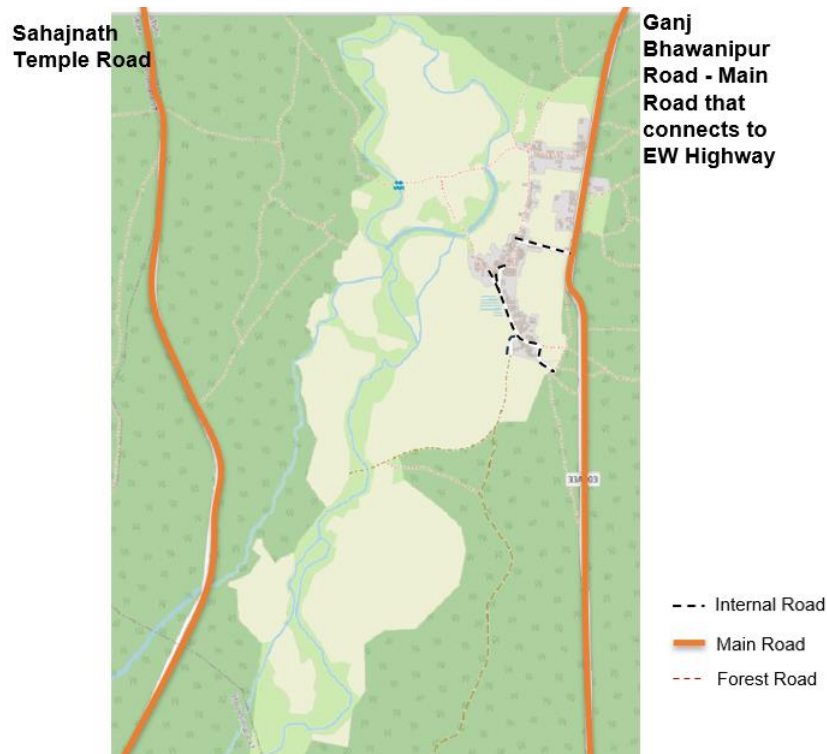 Sahajnath
Temple Road
Ganj
Bhawanipur
Road - Main
Road that
connects to
EW Highway
Internal Road
Main Road
Forest Road